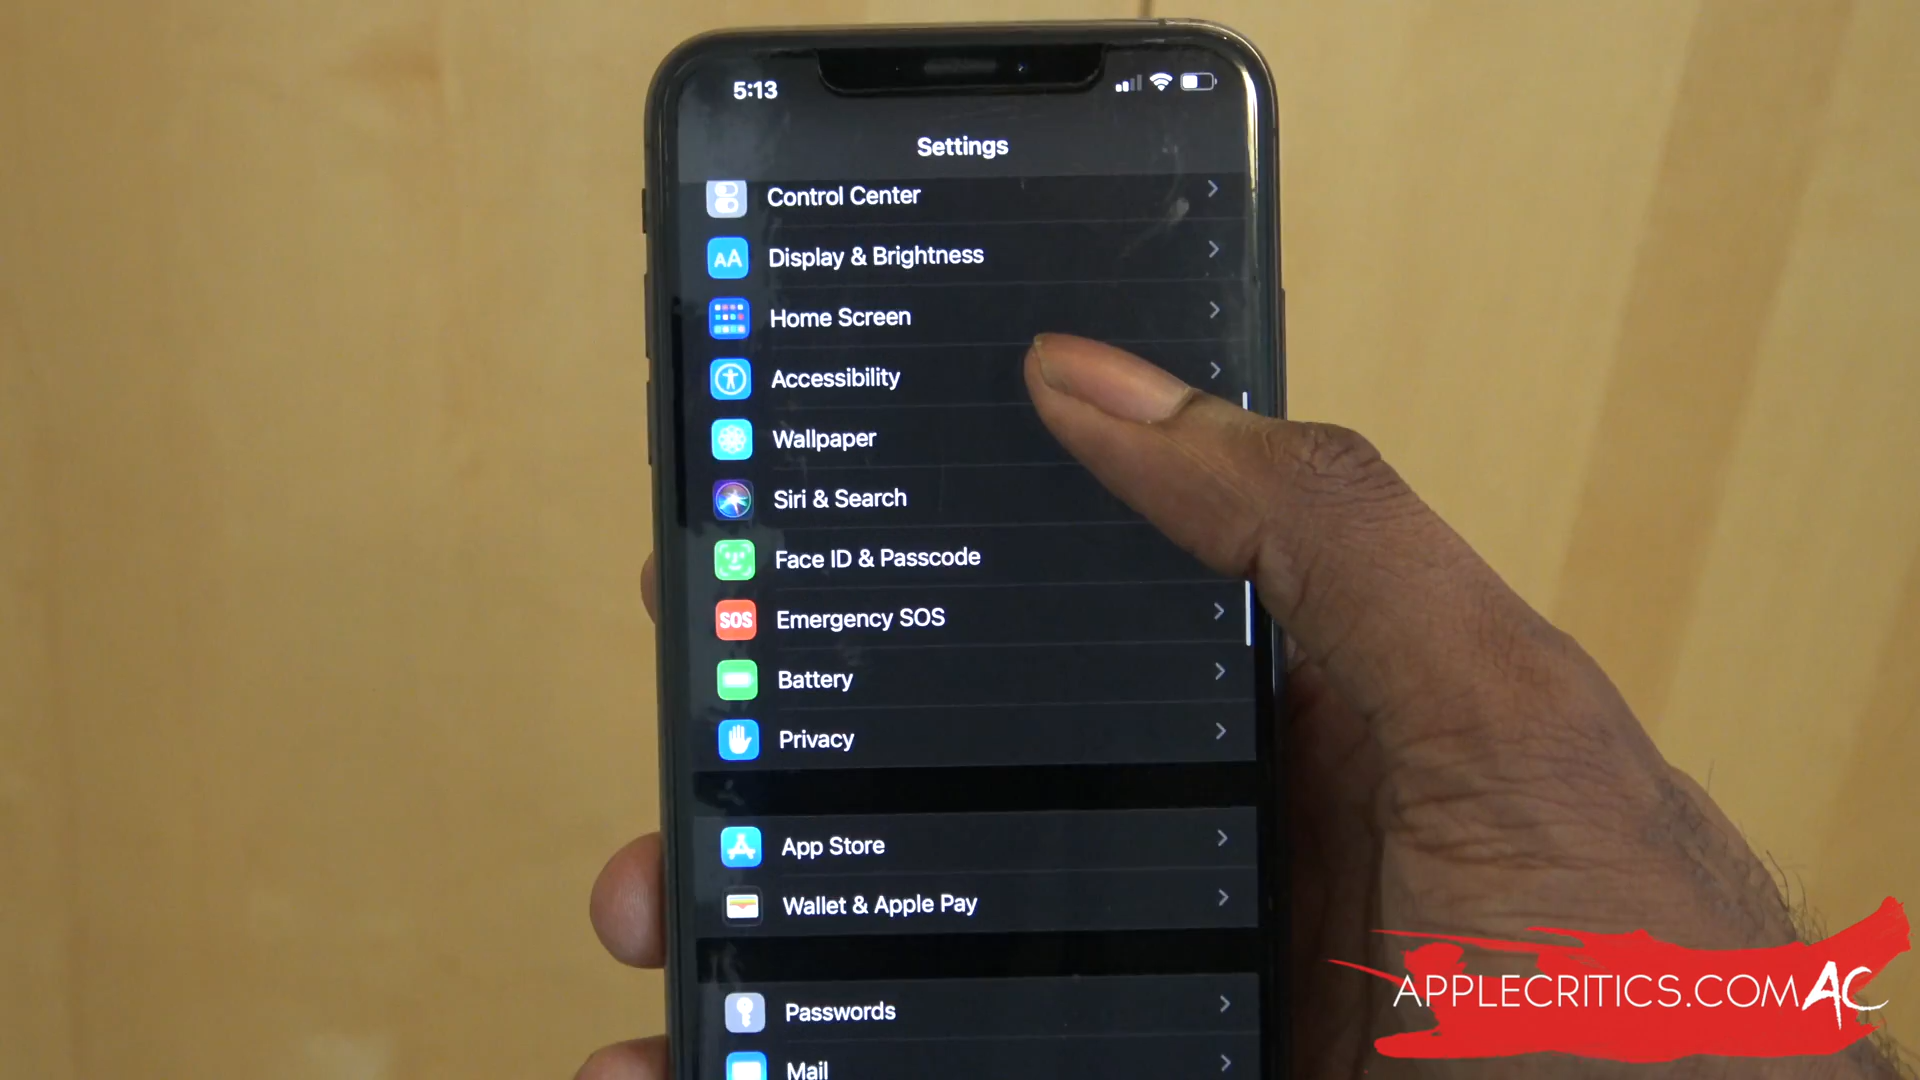 5:13
Settings
Control Center
AA Display & Brightness
Home Screen
Accessibility
Wallpaper
Siri & Search
Face ID & Passcode
SOS Emergency SOS
Battery
Privacy
App Store
Wallet & Apple Pay
Passwords
Mail
APPLECRITICS.COM AC